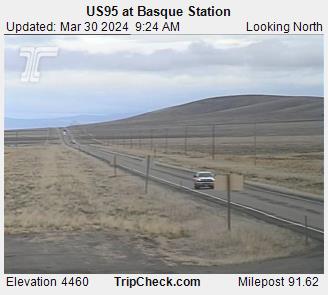 US95 at Basque Station
Updated: Mar 30 2024 9:24 AM Looking North
Elevation 4460 TripCheck.com Milepost 91.62